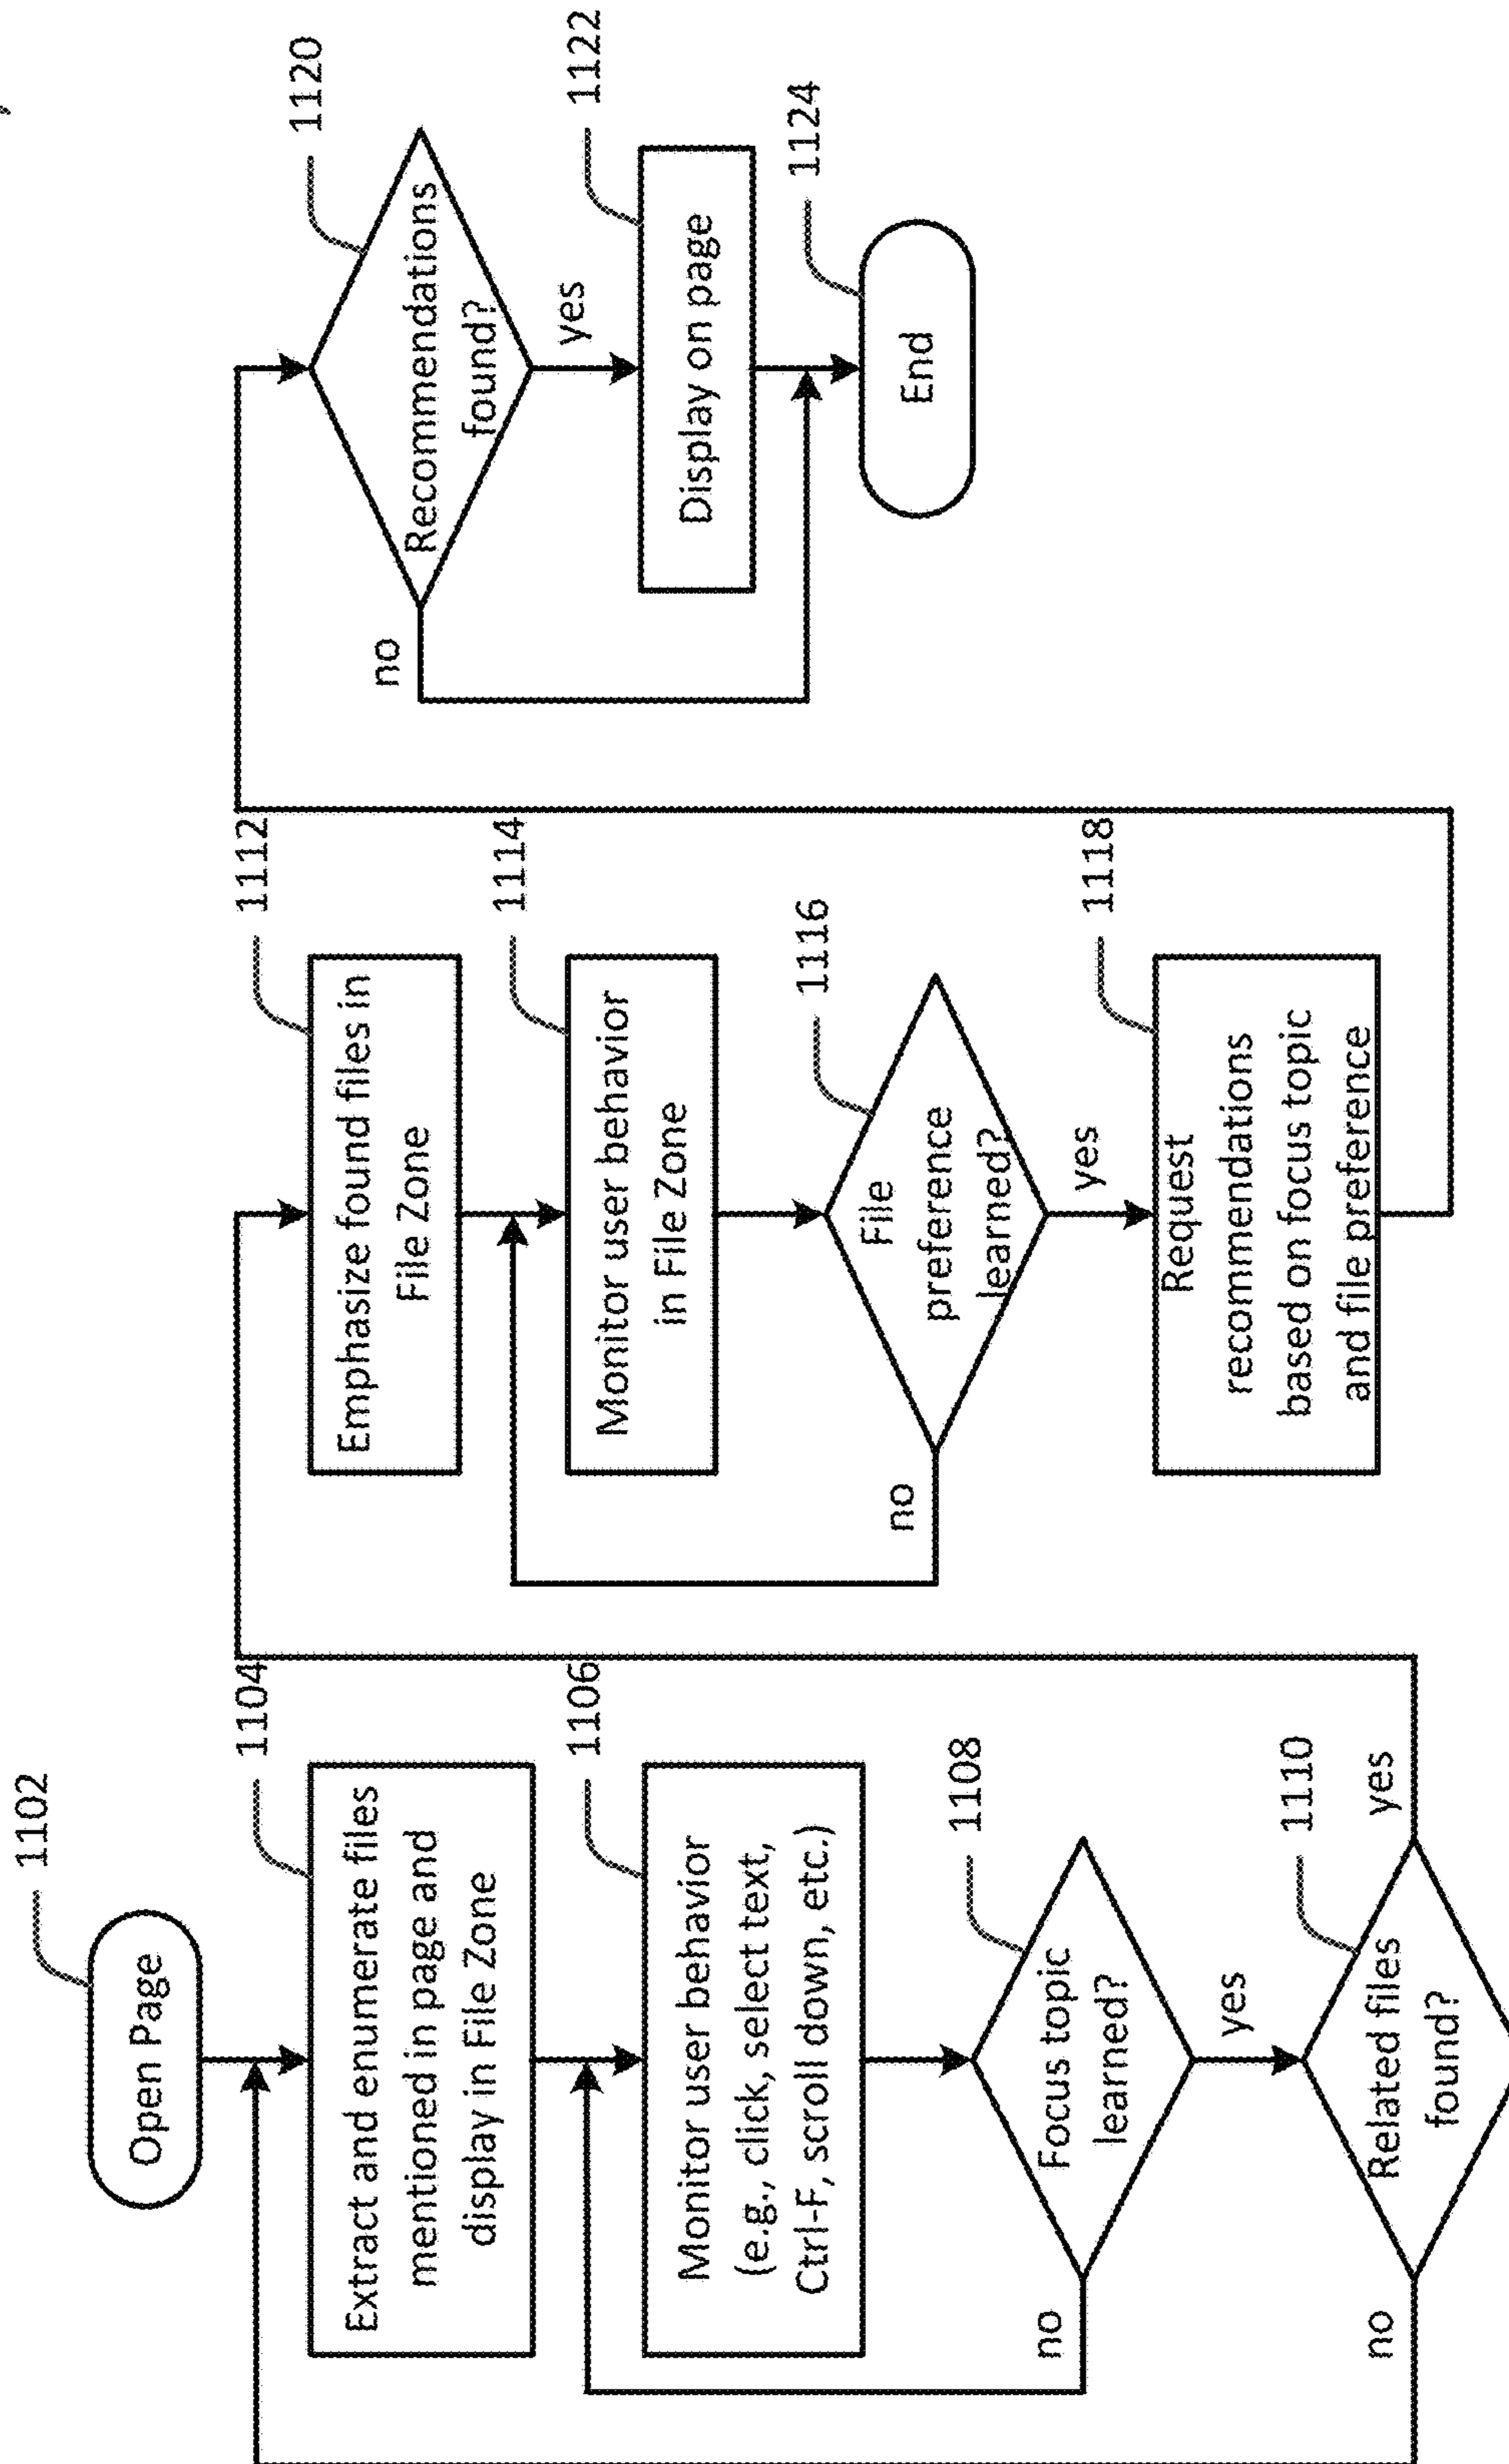 1102
Open Page
1104
Extract and enumerate files
mentioned in page and
display in File Zone
1106
Monitor user behavior
(e.g., click, select text,
Ctrl-F, scroll down, etc.)
1108
Focus topic
learned?
no
yes
1110
Related files
found?
no
yes
1112
Emphasize found files in
File Zone
1114
Monitor user behavior
in File Zone
1116
File
preference
learned?
no
yes
1118
Request
recommendations
based on focus topic
and file preference
1120
Recommendations
found?
no
yes
1122
Display on page
1124
End